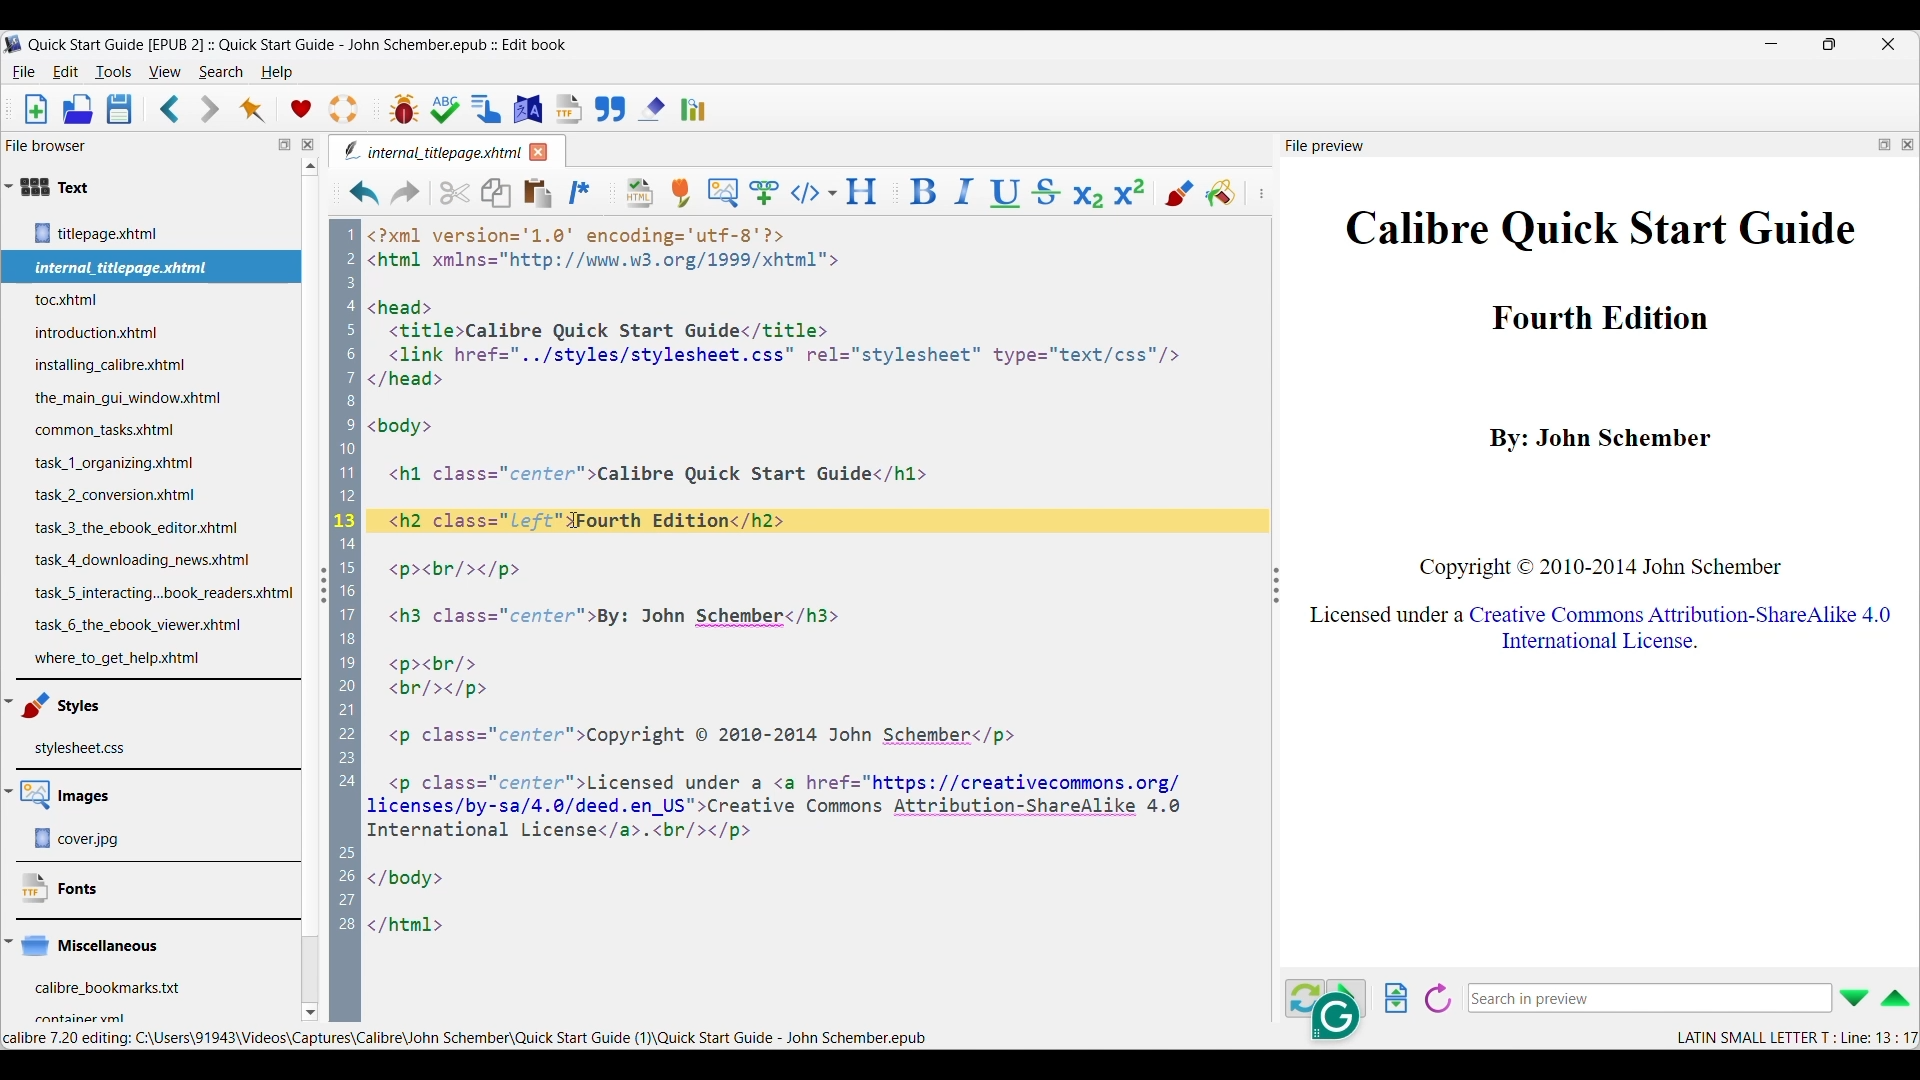 Quick Start Guide [EPUB 2] :: Quick Start Guide - John Schember.epub :: Edit book
File Edit Tools View Search Help
ABC
TTF
File browser
Text
titlepage.xhtml
internal_titlepage.xhtml
toc.xhtml
introduction.xhtml
installing_calibre.xhtml
the_main_gui_window.xhtml
common_tasks.xhtml
task_1_organizing.xhtml
task_2_conversion.xhtml
task_3_the_ebook_editor.xhtml
task_4_downloading_news.xhtml
task_5_interacting...book_readers.xhtml
task_6_the_ebook_viewer.xhtml
where_to_get_help.xhtml
Styles
stylesheet.css
Images
cover.jpg
TTF Fonts
Miscellaneous
calibre_bookmarks.txt
container.xml
internal_titlepage.xhtml
HTML </> H B I U S X₂ X²
1 <?xml version='1.0' encoding='utf-8'?>
2 <html xmlns="http://www.w3.org/1999/xhtml">
3
4 <head>
5 <title>Calibre Quick Start Guide</title>
6 <link href="../styles/stylesheet.css" rel="stylesheet" type="text/css"/>
7 </head>
8
9 <body>
10
11 <h1 class="center">Calibre Quick Start Guide</h1>
12
13 <h2 class="left">Fourth Edition</h2>
14
15 <p><br/></p>
16
17 <h3 class="center">By: John Schember</h3>
18
19 <p><br/>
20 <br/></p>
21
22 <p class="center">Copyright © 2010-2014 John Schember</p>
23
24 <p class="center">Licensed under a <a href="https://creativecommons.org/
licenses/by-sa/4.0/deed.en_US">Creative Commons Attribution-ShareAlike 4.0
International License</a>.<br/></p>
25
26 </body>
27
28 </html>
File preview
Calibre Quick Start Guide
Fourth Edition
By: John Schember
Copyright © 2010-2014 John Schember
Licensed under a Creative Commons Attribution-ShareAlike 4.0
International License.
G
Search in preview
calibre 7.20 editing: C:\Users\91943\Videos\Captures\Calibre\John Schember\Quick Start Guide (1)\Quick Start Guide - John Schember.epub
LATIN SMALL LETTER T : Line: 13 : 17